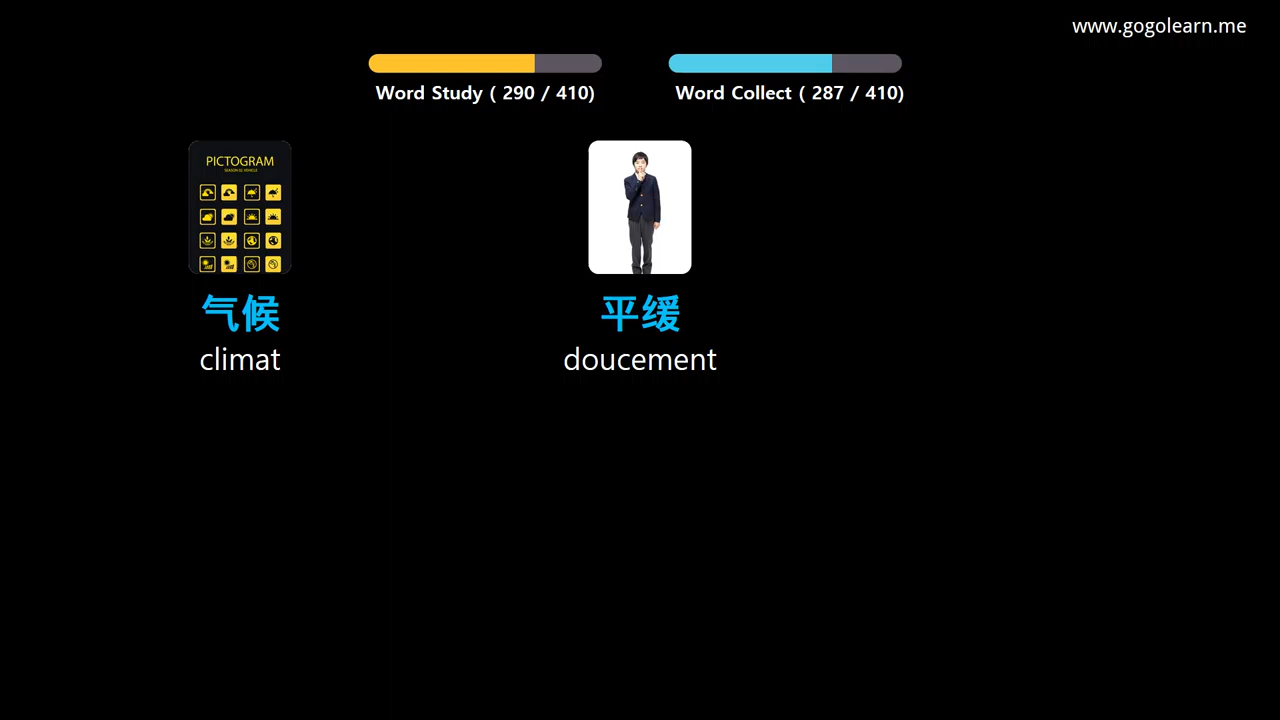 www.gogolearn.me
Word Study ( 290 / 410)
Word Collect ( 287 / 410)
PICTOGRAM
气候
climat
平缓
doucement